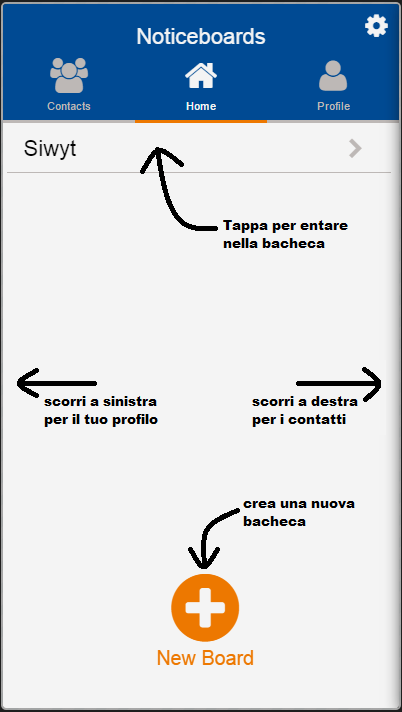 Noticeboards
Contacts
Home
Profile
Siwyt
Tappa per entare
nella bacheca
scorri a sinistra
per il tuo profilo
scorri a destra
per i contatti
crea una nuova
bacheca
New Board